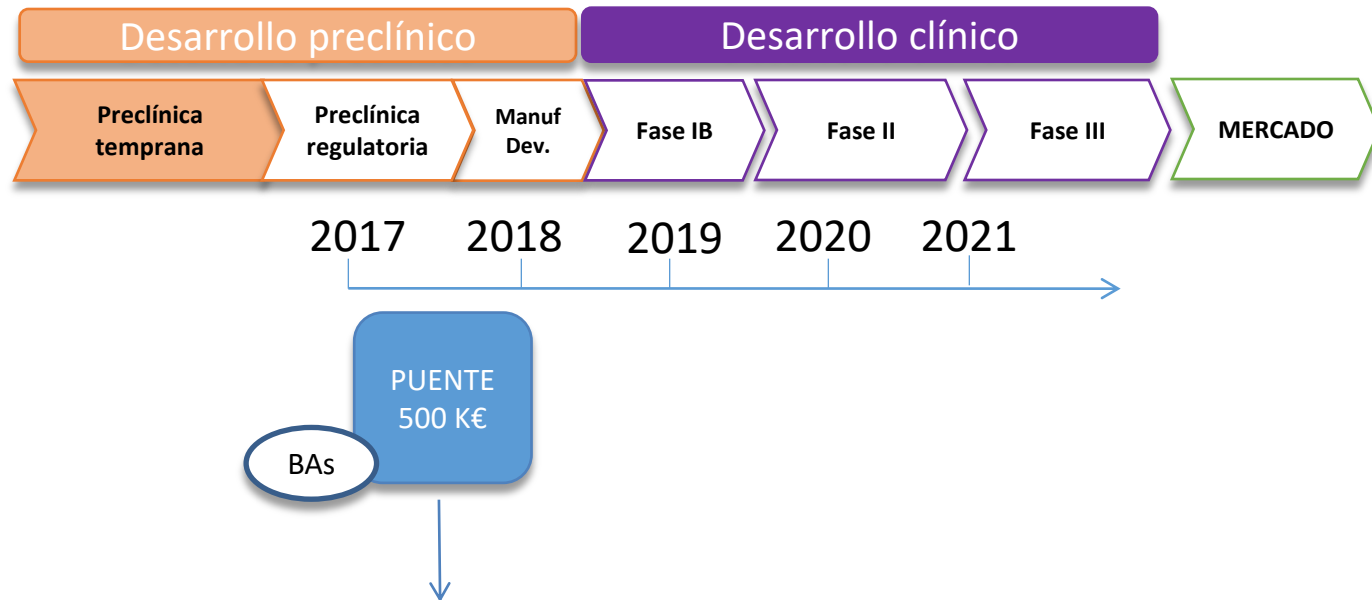 Desarrollo preclínico
Desarrollo clínico
Preclínica
temprana
Preclínica
regulatoria
Manuf
Dev.
Fase IB
Fase II
Fase III
MERCADO
2017
2018
2019
2020
2021
PUENTE
500 K€
BAs